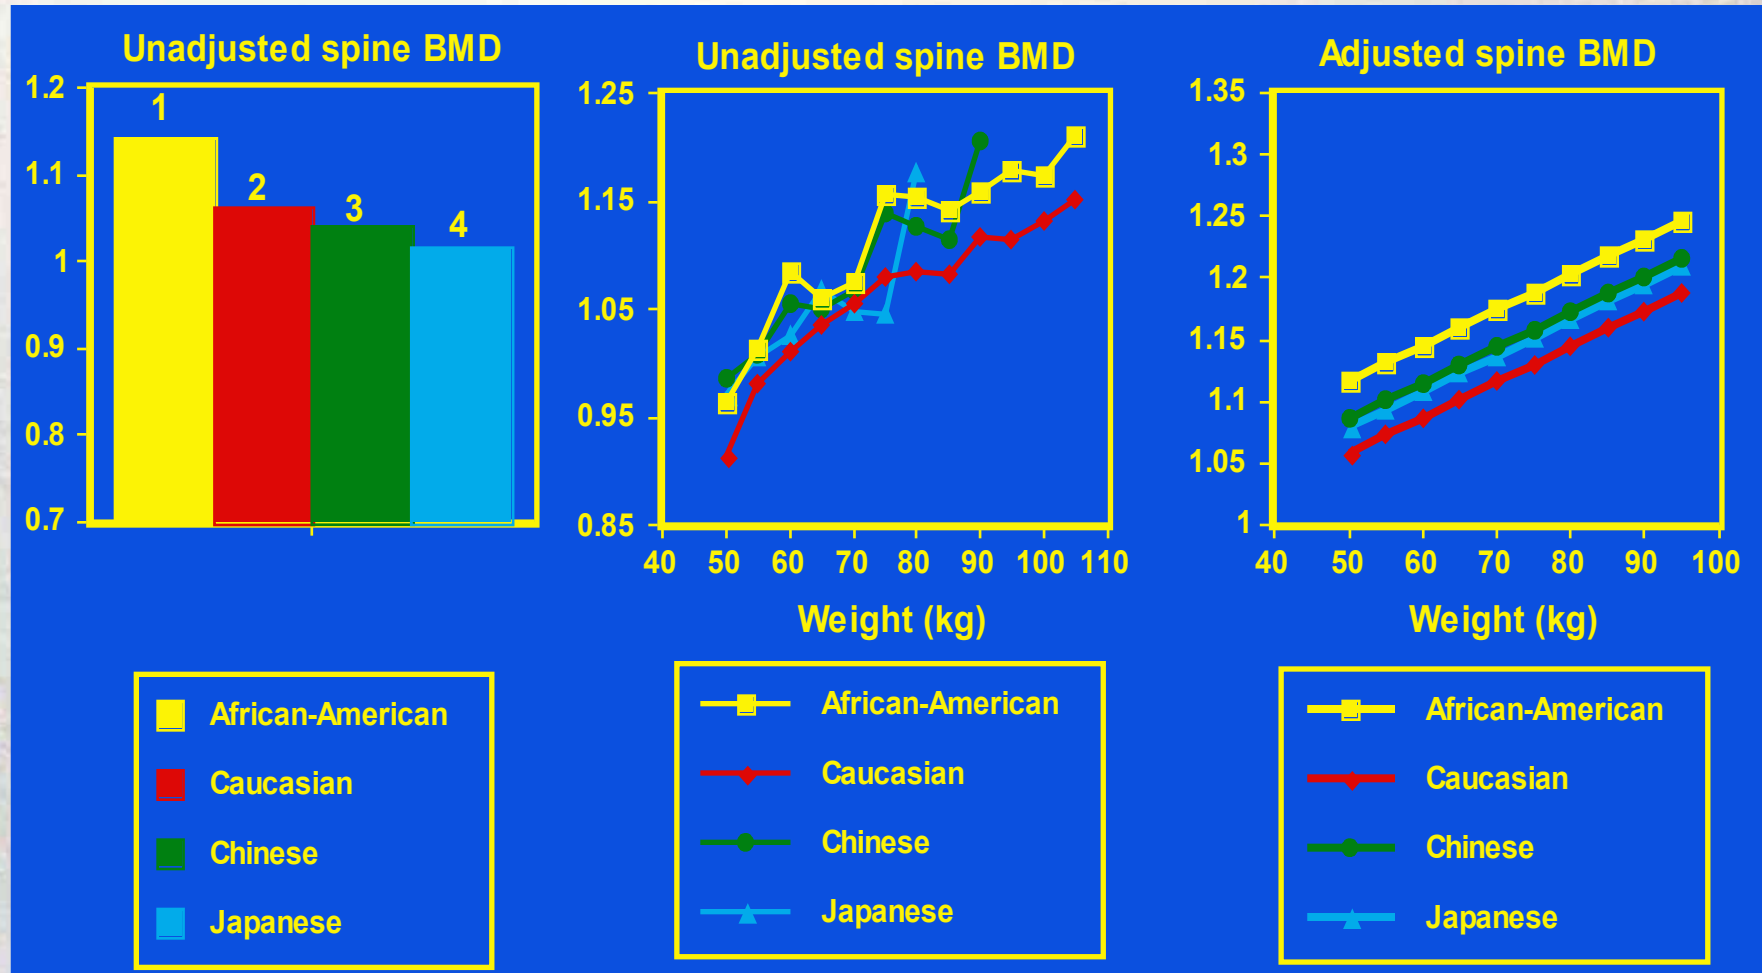 Unadjusted spine BMD
1.2
1.1
1
0.9
0.8
0.7
1
2
3
4
African-American
Caucasian
Chinese
Japanese
Unadjusted spine BMD
1.25
1.15
1.05
0.95
0.85
40 50 60 70 80 90 100 110
Weight (kg)
African-American
Caucasian
Chinese
Japanese
Adjusted spine BMD
1.35
1.3
1.25
1.2
1.15
1.1
1.05
1
40 50 60 70 80 90 100
Weight (kg)
African-American
Caucasian
Chinese
Japanese